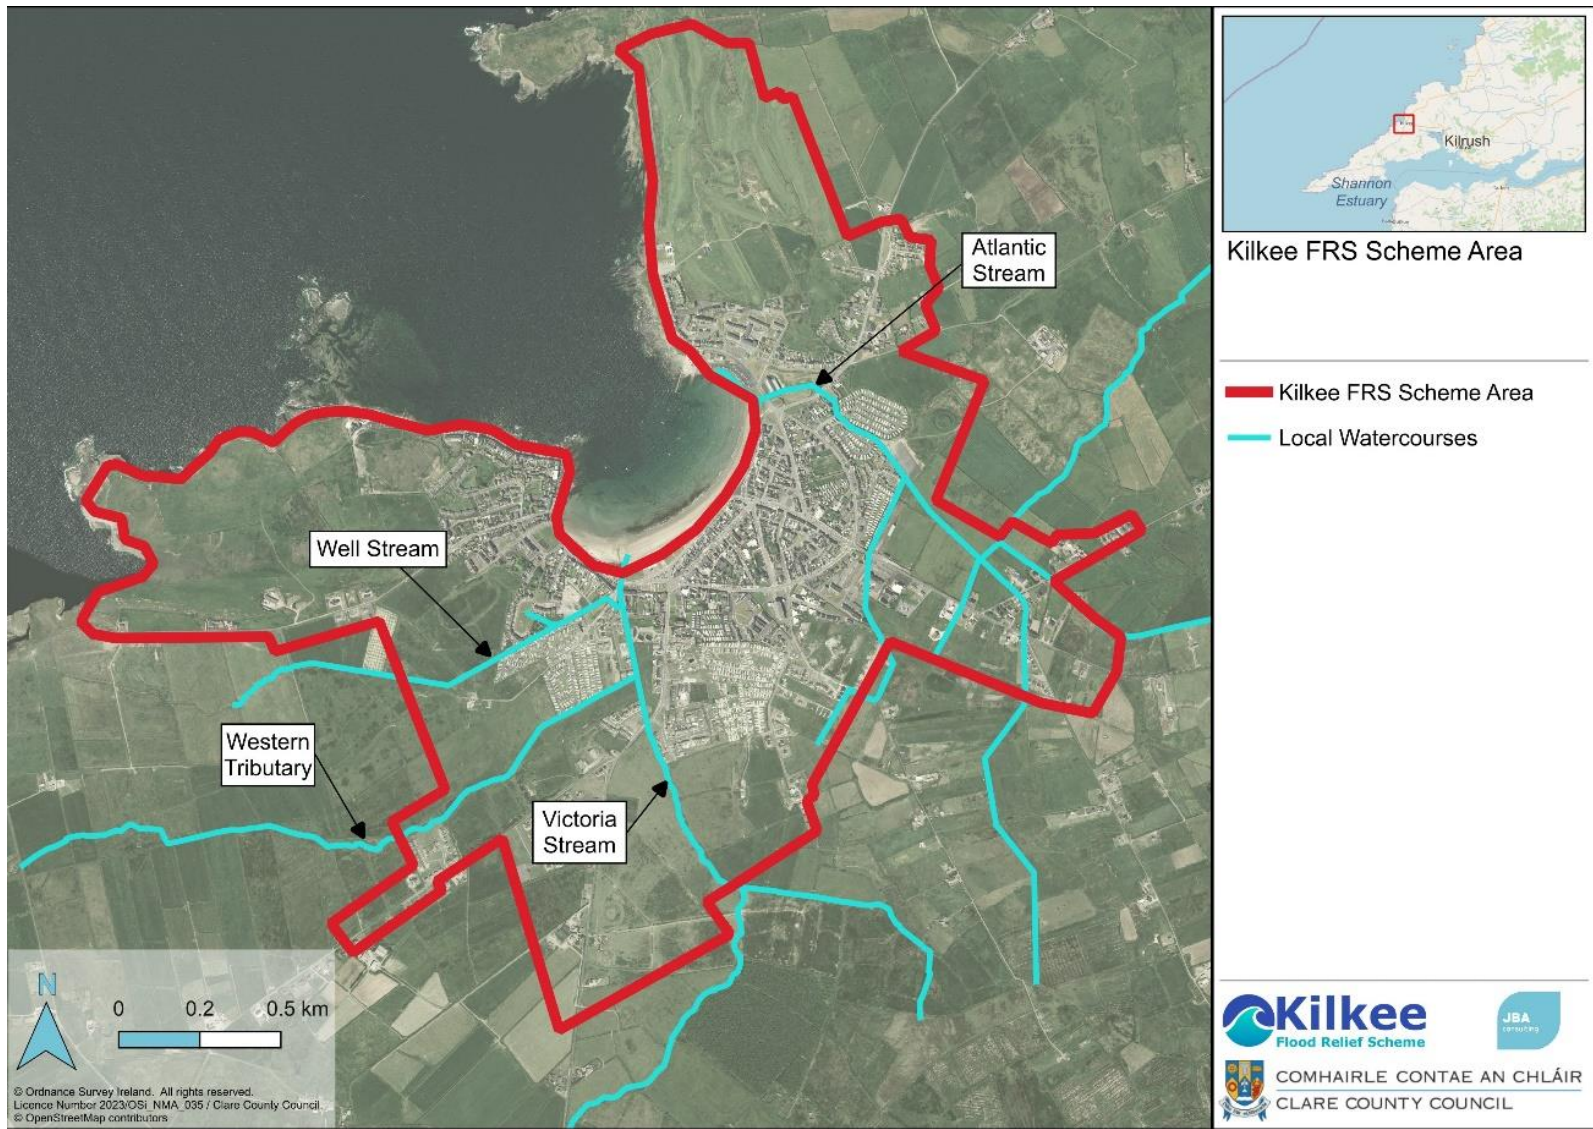 Atlantic
Stream
Well Stream
Western
Tributary
Victoria
Stream
N
0 0.2 0.5 km
© Ordnance Survey Ireland. All rights reserved.
Licence Number 2023/OSi_NMA_035 / Clare County Council.
© OpenStreetMap contributors
Kilrush
Shannon
Estuary
Kilkee FRS Scheme Area
Kilkee FRS Scheme Area
Local Watercourses
Kilkee
Flood Relief Scheme
JBA
consulting
COMHAIRLE CONTAE AN CHLÁIR
CLARE COUNTY COUNCIL